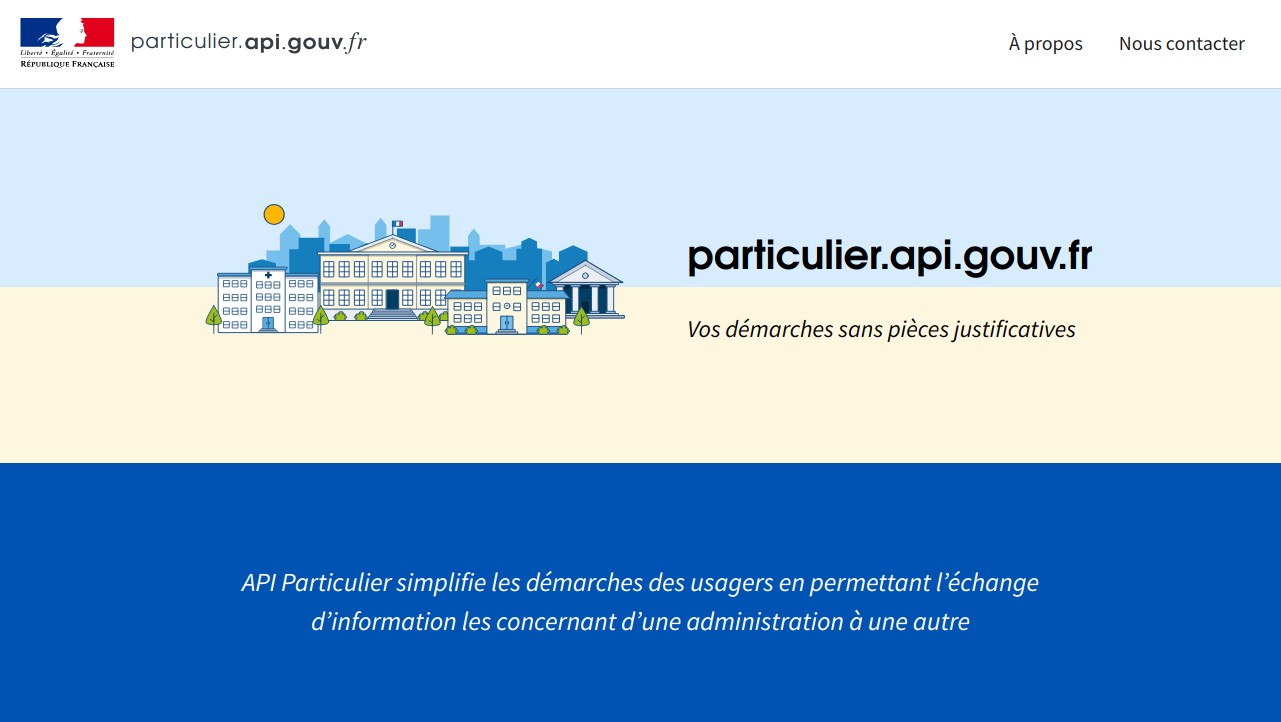 Liberté • Égalité • Fraternité
RÉPUBLIQUE FRANÇAISE
particulier.api.gouv.fr
À propos
Nous contacter
particulier.api.gouv.fr
Vos démarches sans pièces justificatives
API Particulier simplifie les démarches des usagers en permettant l’échange
d’information les concernant d’une administration à une autre